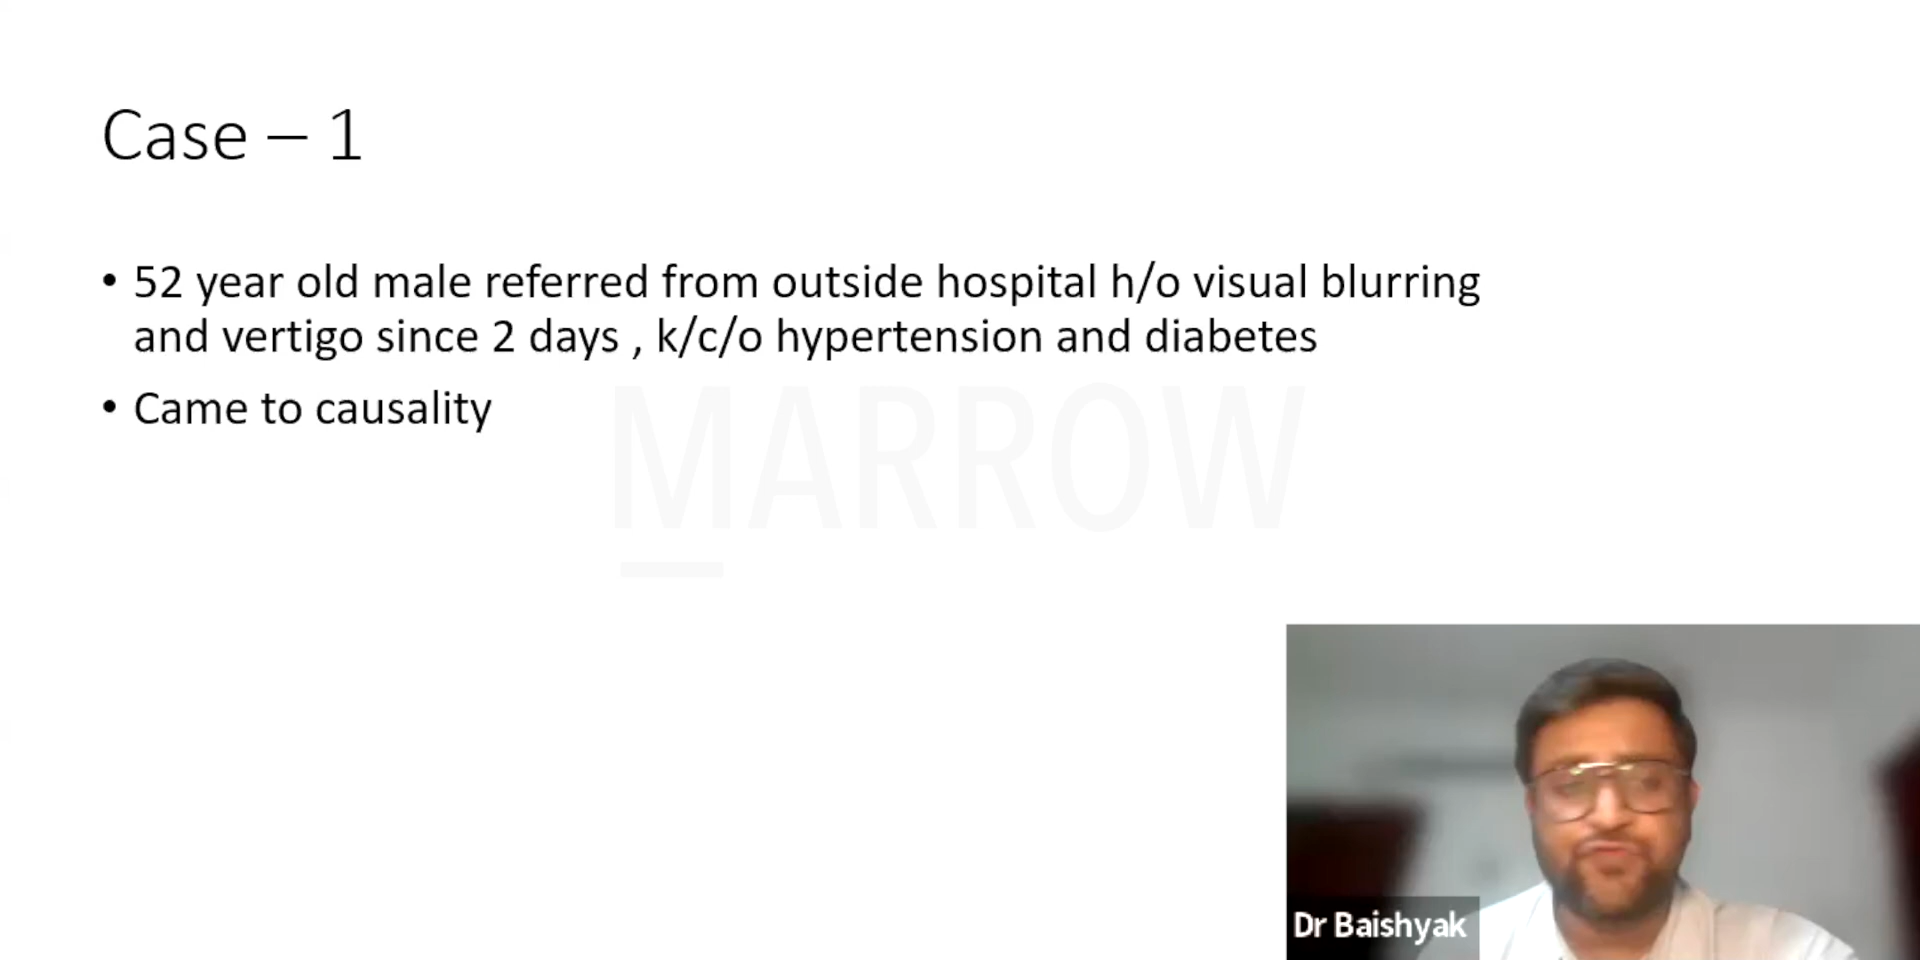 Case – 1
• 52 year old male referred from outside hospital h/o visual blurring
and vertigo since 2 days , k/c/o hypertension and diabetes
• Came to causality
MARROW
Dr Baishyak